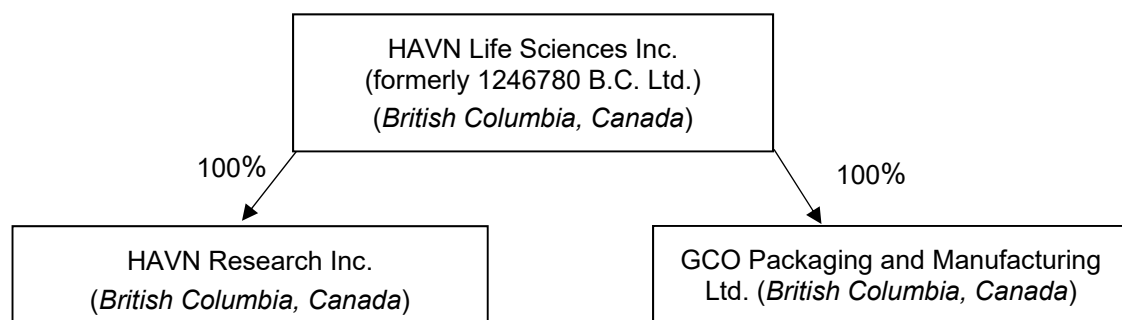 HAVN Life Sciences Inc.
(formerly 1246780 B.C. Ltd.)
(British Columbia, Canada)
100%
100%
HAVN Research Inc.
(British Columbia, Canada)
GCO Packaging and Manufacturing
Ltd. (British Columbia, Canada)